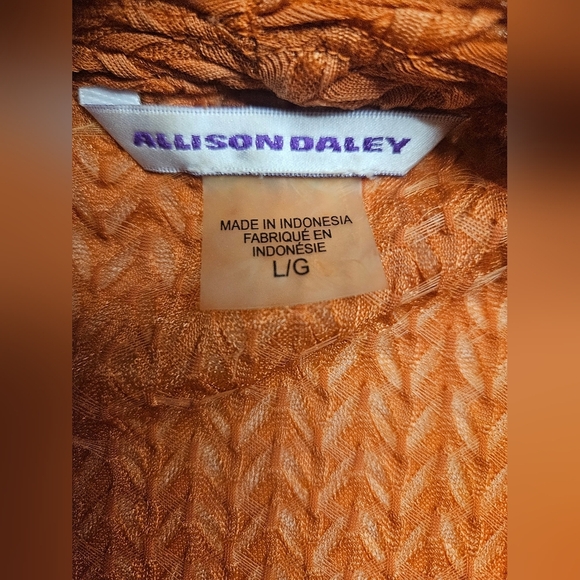 ALLISON DALEY
MADE IN INDONESIA
FABRIQUÉ EN
INDONÉSIE
L/G